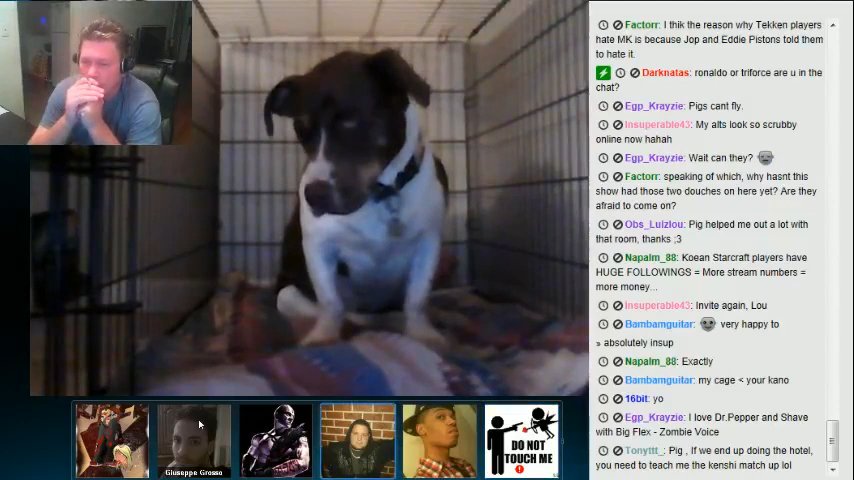 Factorr: I thik the reason why Tekken players
hate MK is because Jop and Eddie Pistons told them
to hate it.
Darknatas: ronaldo or triforce are u in the
chat?
Egp_Krayzie: Pigs cant fly.
Insuperable43: My alts look so scrubby
online now hahah
Egp_Krayzie: Wait can they?
Factorr: speaking of which, why hasnt this
show had those two douches on here yet? Are they
afraid to come on?
Obs_Luizlou: Pig helped me out a lot with
that room, thanks ;3
Napalm_88: Koean Starcraft players have
HUGE FOLLOWINGS = More stream numbers =
more money...
Insuperable43: Invite again, Lou
Bambamguitar: very happy to
» absolutely insup
Napalm_88: Exactly
Bambamguitar: my cage < your kano
16bit: yo
Egp_Krayzie: I love Dr.Pepper and Shave
with Big Flex - Zombie Voice
Tonyttt_: Pig , If we end up doing the hotel,
you need to teach me the kenshi match up lol
Giuseppe Grosso
DO NOT
TOUCH ME